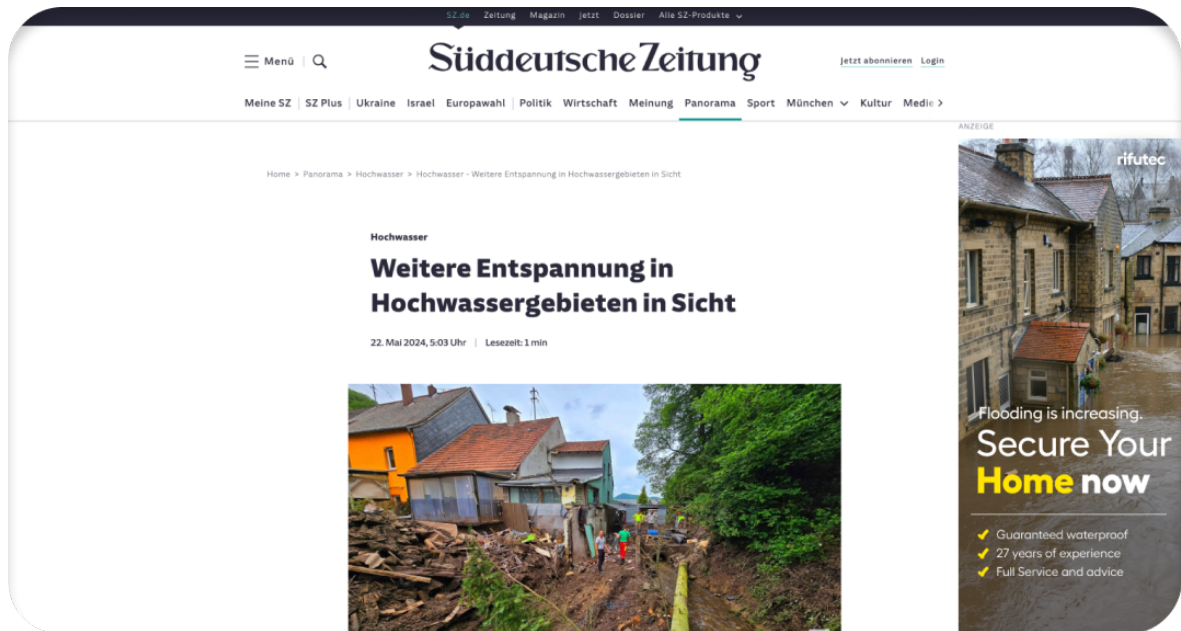 SZ.de Zeitung Magazin Jetzt Dossier Alle SZ-Produkte
Menü
Süddeutsche Zeitung
Jetzt abonnieren Login
Meine SZ SZ Plus Ukraine Israel Europawahl Politik Wirtschaft Meinung Panorama Sport München Kultur Medie
ANZEIGE
Home > Panorama > Hochwasser > Hochwasser - Weitere Entspannung in Hochwassergebieten in Sicht
Hochwasser
Weitere Entspannung in
Hochwassergebieten in Sicht
22. Mai 2024, 5:03 Uhr | Lesezeit: 1 min
rifutec
Flooding is increasing.
Secure Your
Home now
Guaranteed waterproof
27 years of experience
Full Service and advice